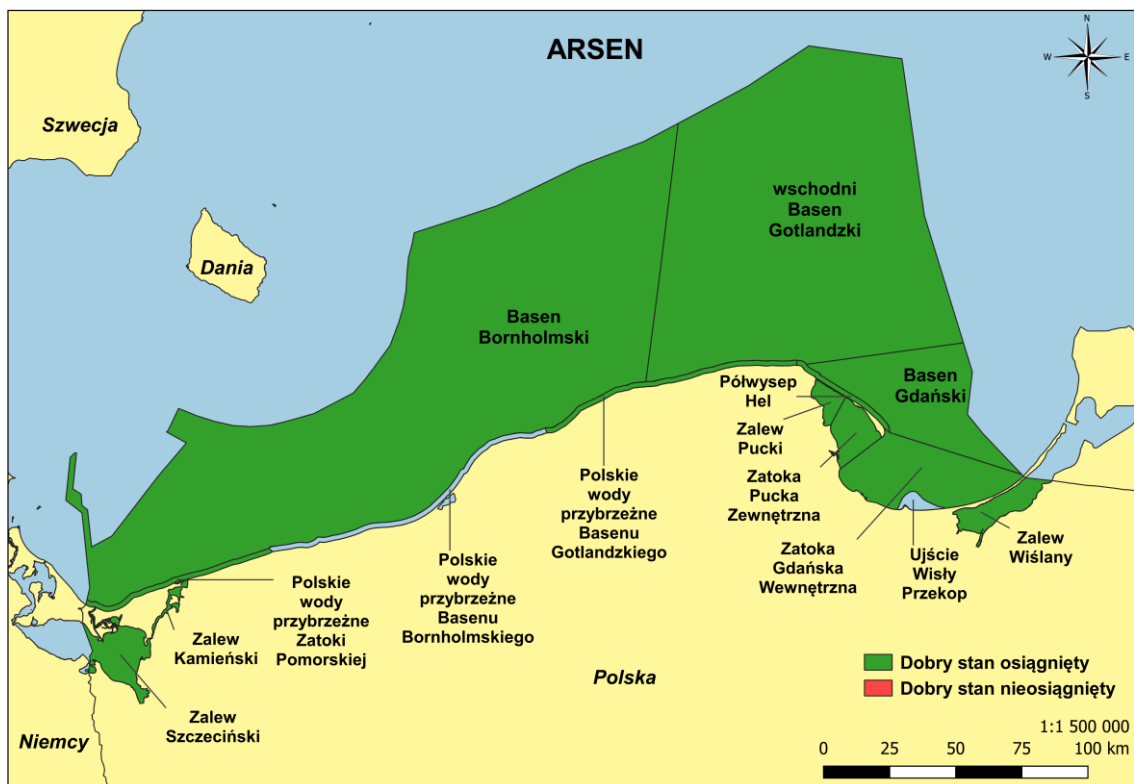 ARSEN
N
W
E
S
Szwecja
Dania
wschodni
Basen
Gotlandzki
Basen
Bornholmski
Basen
Gdański
Półwysep
Hel
Zalew
Pucki
Zatoka
Pucka
Zewnętrzna
Zatoka
Gdańska
Wewnętrzna
Ujście
Wisły
Przekop
Zalew
Wiślany
Polskie
wody
przybrzeżne
Basenu
Gotlandzkiego
Polskie
wody
przybrzeżne
Basenu
Bornholmskiego
Polskie
wody
przybrzeżne
Zatoki
Pomorskiej
Zalew
Kamieński
Zalew
Szczeciński
Niemcy
Polska
Dobry stan osiągnięty
Dobry stan nieosiągnięty
1:1 500 000
0 25 50 75 100 km